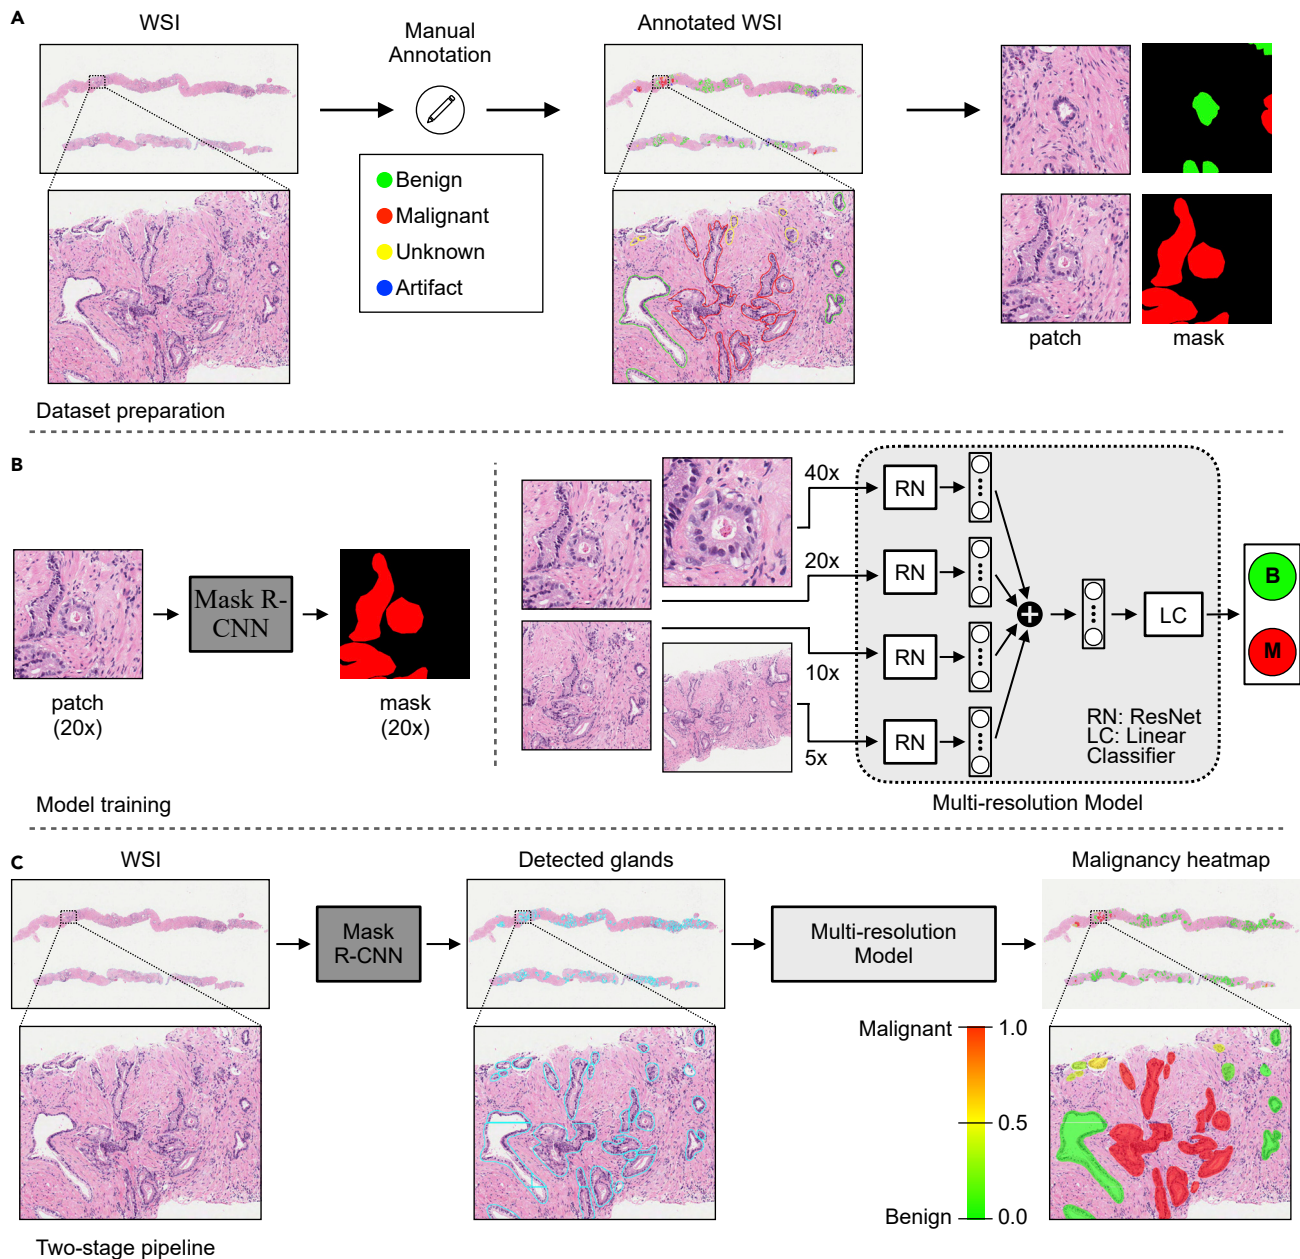 A
WSI
Manual
Annotation
Annotated WSI
Benign
Malignant
Unknown
Artifact
patch
mask
Dataset preparation
B
patch
(20x)
Mask R-
CNN
mask
(20x)
40x
20x
10x
5x
RN
RN
RN
RN
LC
B
M
RN: ResNet
LC: Linear
Classifier
Model training
Multi-resolution Model
C
WSI
Detected glands
Malignancy heatmap
Mask
R-CNN
Multi-resolution
Model
Malignant
1.0
0.5
Benign
0.0
Two-stage pipeline